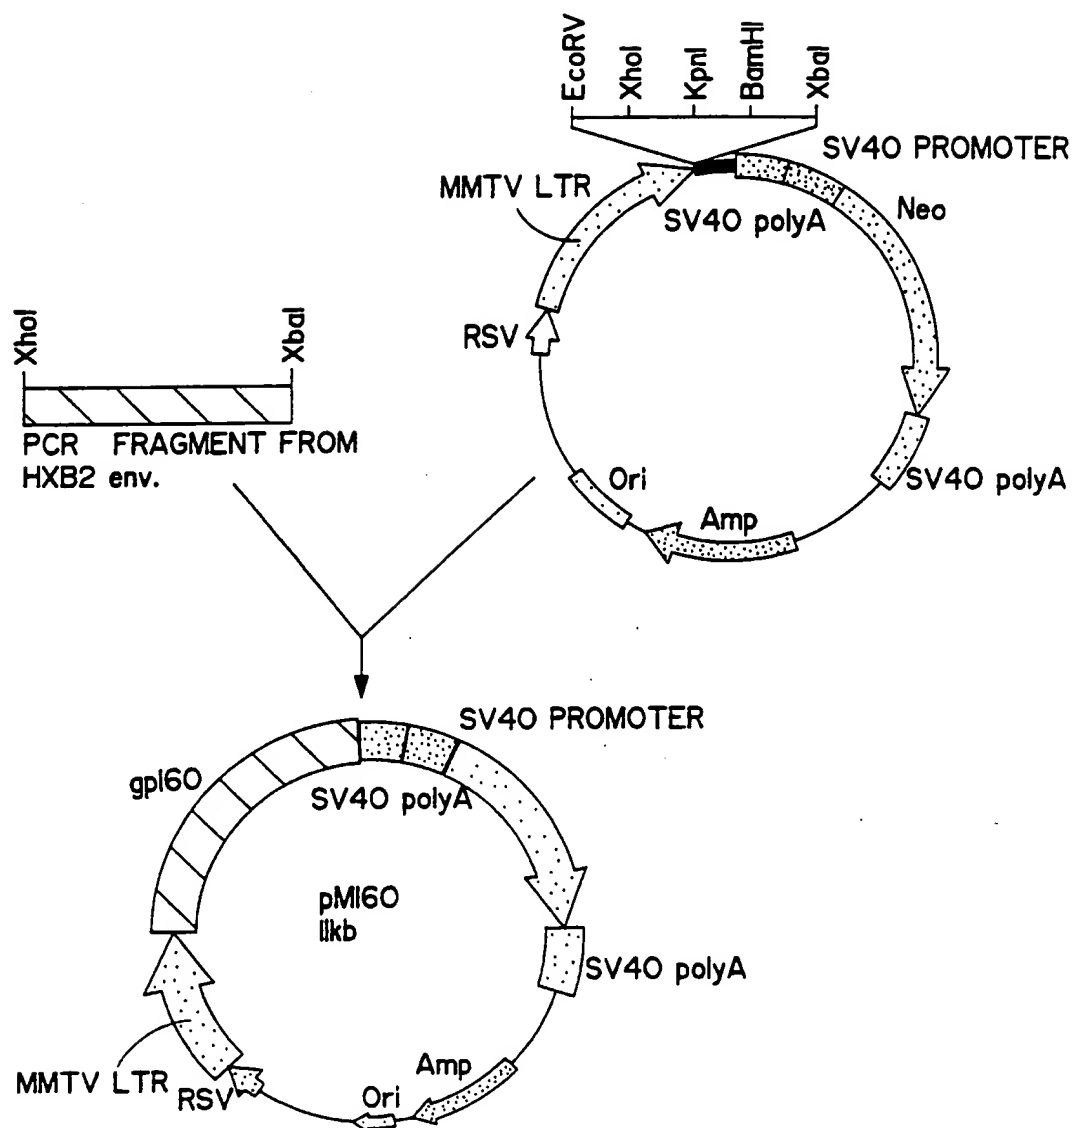 EcoRV
XhoI
KpnI
BamHI
XbaI
SV40 PROMOTER
MMTV LTR
Neo
SV40 polyA
RSV
XhoI
XbaI
PCR FRAGMENT FROM
HXB2 env.
Ori
SV40 polyA
Amp
SV40 PROMOTER
gp160
SV40 polyA
pM160
11kb
SV40 polyA
MMTV LTR
RSV
Ori
Amp